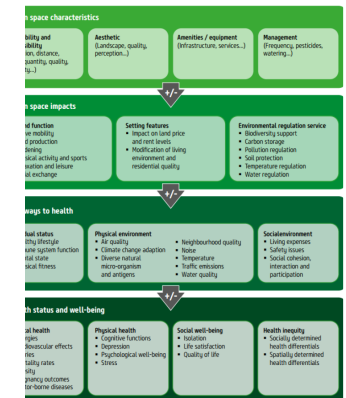 n space characteristics
bility and
sibility
ion, distance,
quantity, quality,
ty...)
Aesthetic
(Landscape, quality,
perception...)
Amenities / equipment
(Infrastructure, services...)
Management
(Frequency, pesticides,
watering...)
+/-
n space impacts
d function
e mobility
d production
dening
sical activity and sports
axation and leisure
ial exchange
Setting features
• Impact on land price
and rent levels
• Modification of living
environment and
residential quality
Environmental regulation service
• Biodiversity support
• Carbon storage
• Pollution regulation
• Soil protection
• Temperature regulation
• Water regulation
+/-
ways to health
dual status
lthy lifestyle
une system function
tal state
sical fitness
Physical environment
• Air quality
• Climate change adaption
• Diverse natural
micro-organism
and antigens
• Neighbourhood quality
• Noise
• Temperature
• Traffic emissions
• Water quality
Socialenvironment
• Living expenses
• Safety issues
• Social cohesion,
interaction and
participation
+/-
th status and well-being
al health
rgies
diovascular effects
ries
tality rates
sity
gnancy outcomes
tor-borne diseases
Physical health
• Cognitive functions
• Depression
• Psychological well-being
• Stress
Social well-being
• Isolation
• Life satisfaction
• Quality of life
Health inequity
• Socially determined
health differentials
• Spatially determined
health differentials